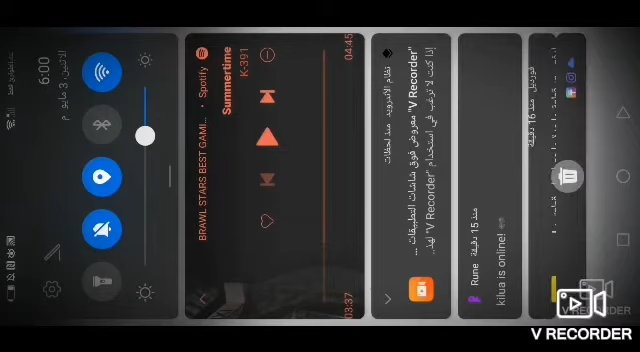 6:00
الاثنين، 3 مايو م
Spotify •
BRAWL STARS BEST GAMI...
Summertime
K-391
03:37
04:45
نظام الأندرويد منذ لحظات
"V Recorder" معروض فوق شاشات التطبيقات ...
إذا كنت لا ترغب في استخدام "V Recorder" لهذ...
Rune منذ 15 دقيقة
kilua is online!
منذ 16 دقيقة
V RECORDER